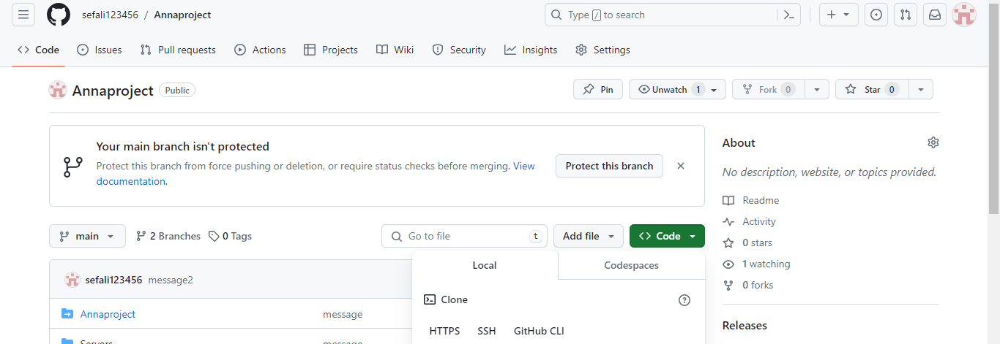 sefali123456 / Annaproject
Type / to search
Code Issues Pull requests Actions Projects Wiki Security Insights Settings
Annaproject Public
Pin Unwatch 1 Fork 0 Star 0
Your main branch isn't protected
Protect this branch from force pushing or deletion, or require status checks before merging. View
documentation.
Protect this branch
About
No description, website, or topics provided.
Readme
Activity
0 stars
1 watching
0 forks
Releases
main 2 Branches 0 Tags Go to file t Add file Code
Local Codespaces
Clone
HTTPS SSH GitHub CLI
sefali123456 message2
Annaproject message
Servers message